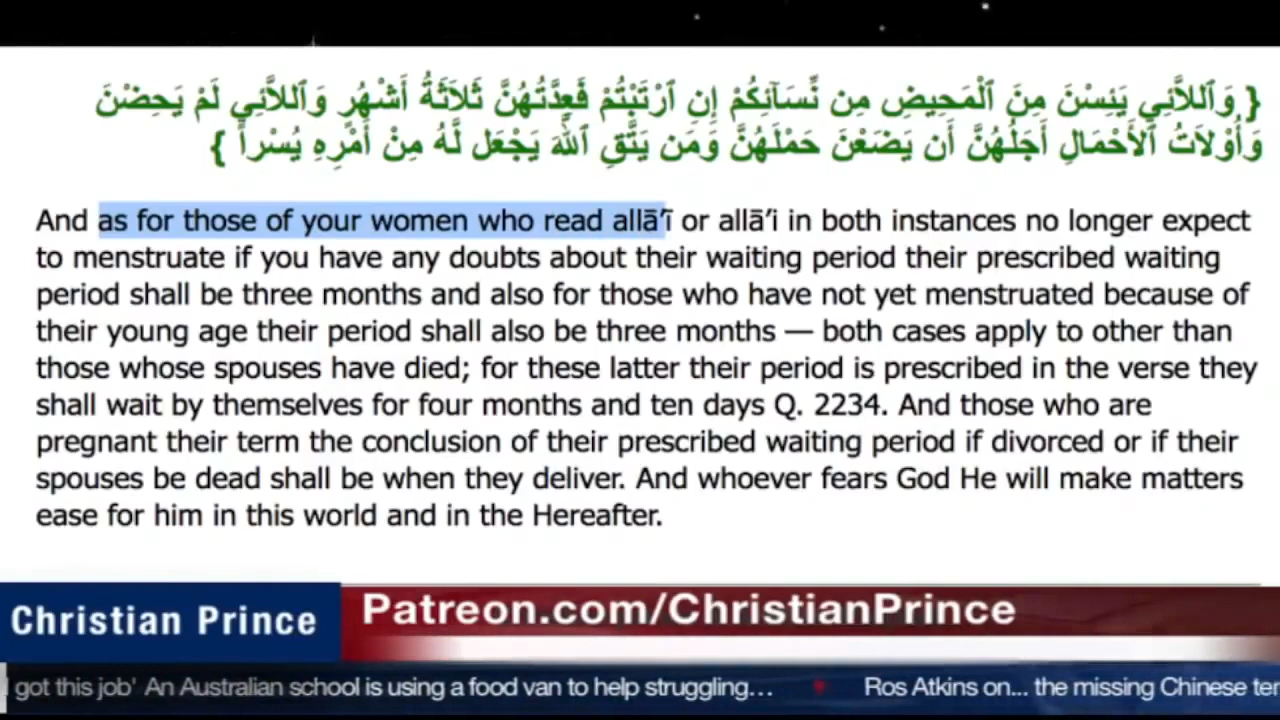 { وَٱللاَّئِي يَئِسْنَ مِنَ ٱلْمَحِيضِ مِن نِّسَآئِكُمْ إِنِ ٱرْتَبْتُمْ فَعِدَّتُهُنَّ ثَلاَثَةُ أَشْهُرٍ وَٱللاَّئِي لَمْ يَحِضْنَ
وَأُوْلاَتُ ٱلأَحْمَالِ أَجَلُهُنَّ أَن يَضَعْنَ حَمْلَهُنَّ وَمَن يَتَّقِ ٱللَّهَ يَجْعَل لَّهُ مِنْ أَمْرِهِ يُسْراً }
And as for those of your women who read allā’ī or allā’i in both instances no longer expect
to menstruate if you have any doubts about their waiting period their prescribed waiting
period shall be three months and also for those who have not yet menstruated because of
their young age their period shall also be three months — both cases apply to other than
those whose spouses have died; for these latter their period is prescribed in the verse they
shall wait by themselves for four months and ten days Q. 2234. And those who are
pregnant their term the conclusion of their prescribed waiting period if divorced or if their
spouses be dead shall be when they deliver. And whoever fears God He will make matters
ease for him in this world and in the Hereafter.
Christian Prince
Patreon.com/ChristianPrince
got this job' An Australian school is using a food van to help struggling... Ros Atkins on... the missing Chinese ter